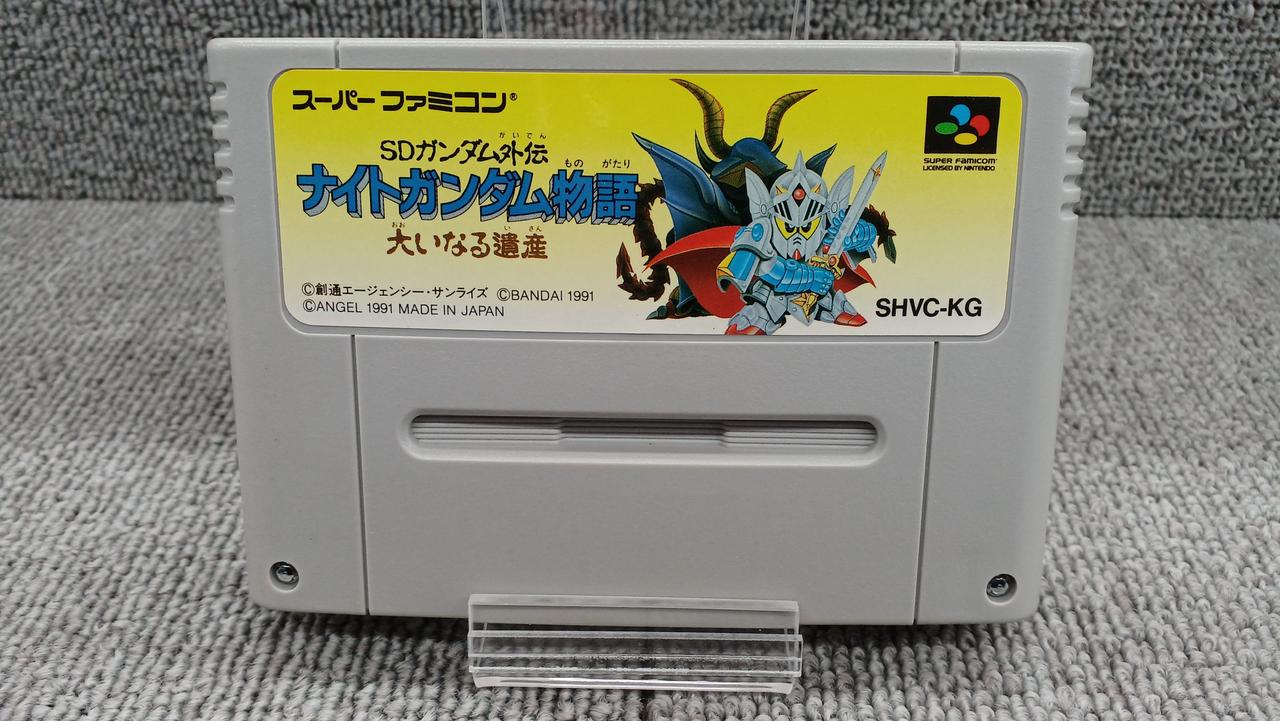 スーパーファミコン®
かいでん
SDガンダム外伝
もの がたり
ナイトガンダム物語
おお い さん
大いなる遺産
©創通エージェンシー・サンライズ ©BANDAI 1991
©ANGEL 1991 MADE IN JAPAN
SUPER FAMICOM
LICENSED BY NINTENDO
SHVC-KG